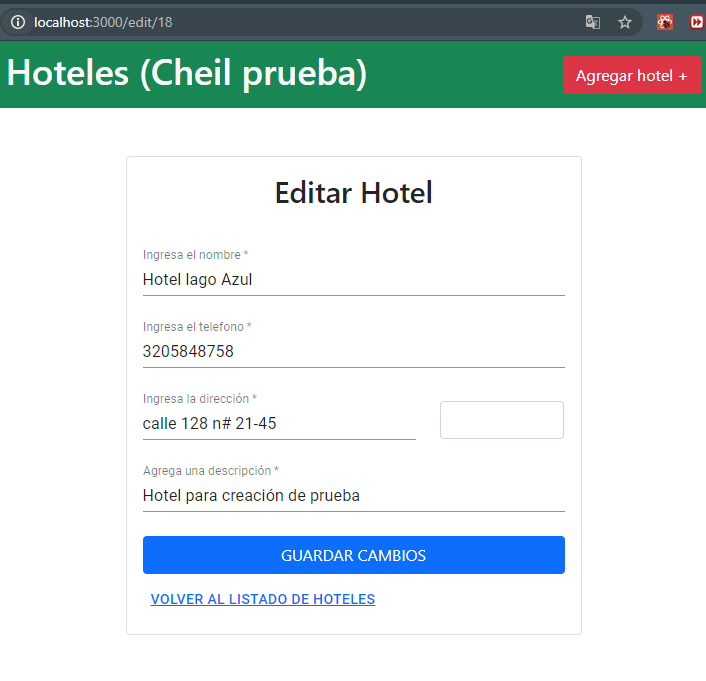 localhost:3000/edit/18
Hoteles (Cheil prueba)
Agregar hotel +
Editar Hotel
Ingresa el nombre *
Hotel lago Azul
Ingresa el telefono *
3205848758
Ingresa la dirección *
calle 128 n# 21-45
Agrega una descripción *
Hotel para creación de prueba
GUARDAR CAMBIOS
VOLVER AL LISTADO DE HOTELES